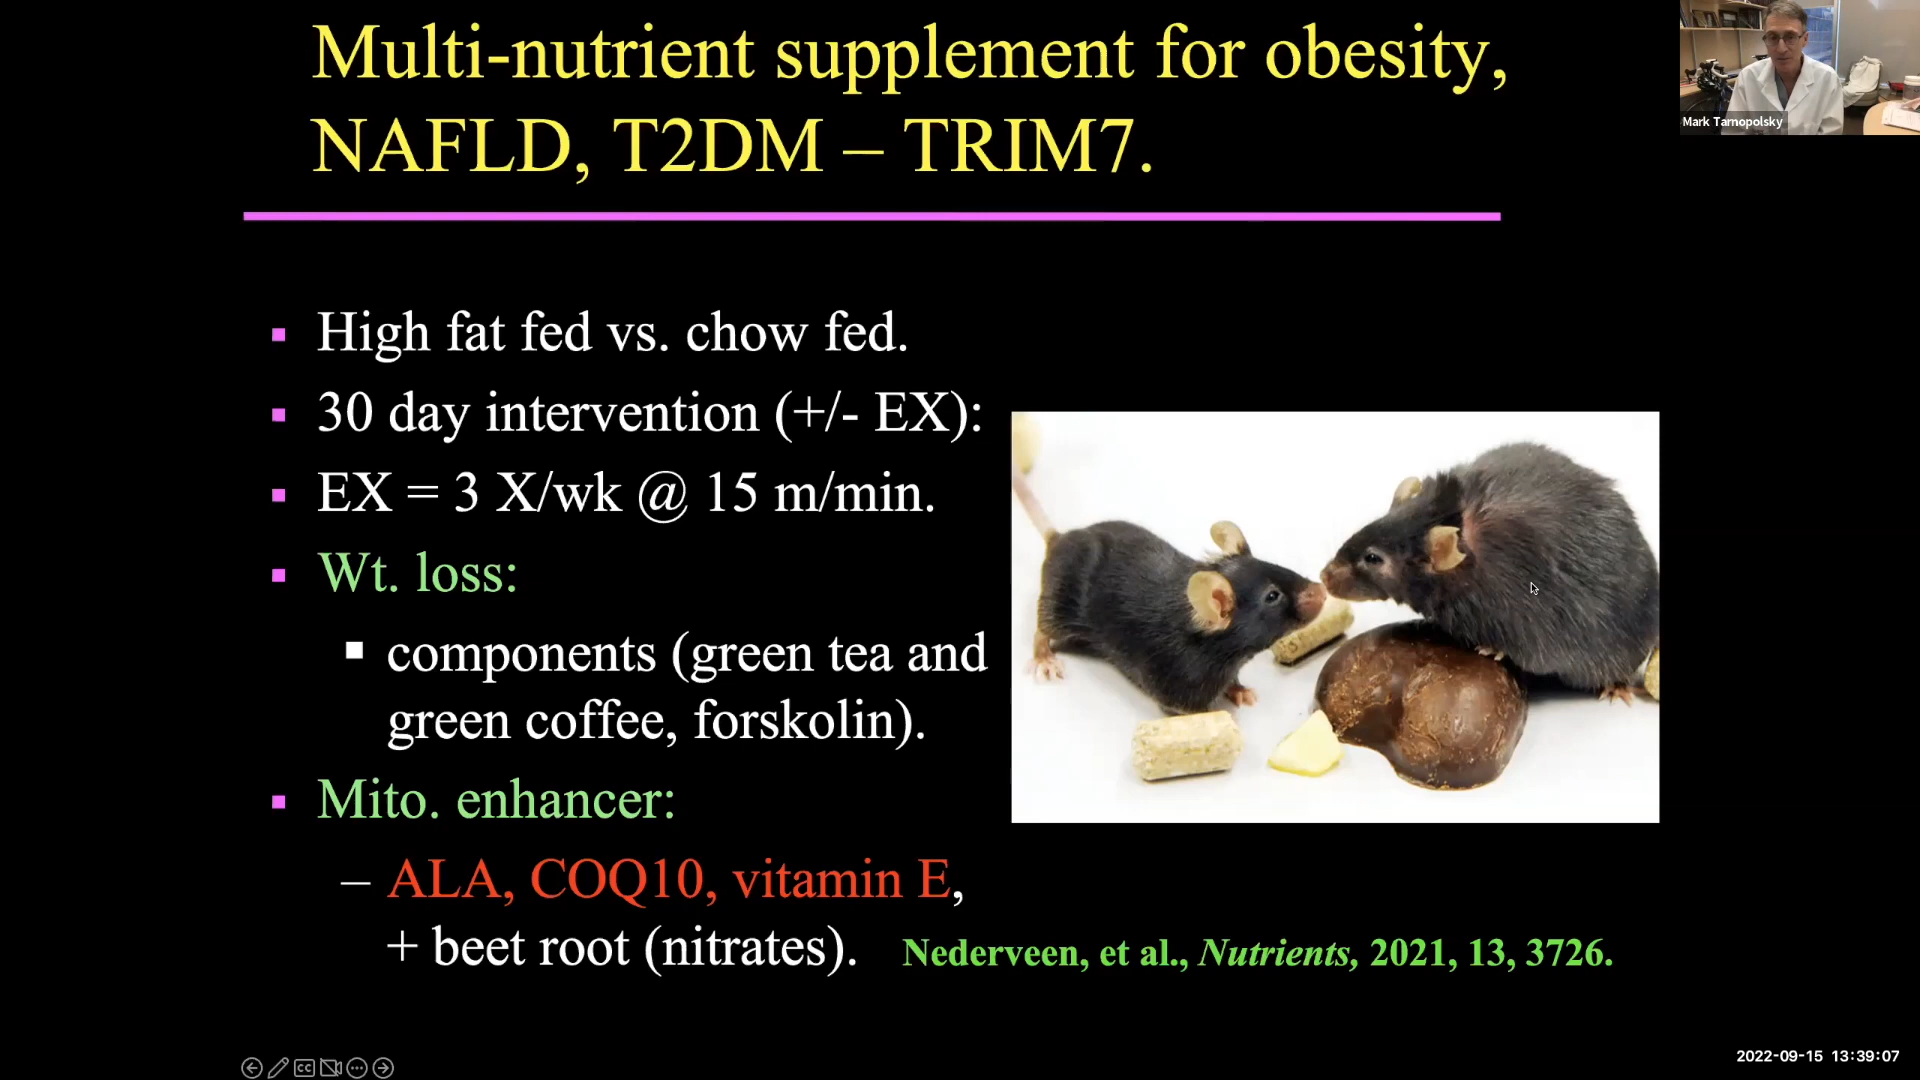 Multi-nutrient supplement for obesity,
NAFLD, T2DM – TRIM7.
Mark Tarnopolsky
High fat fed vs. chow fed.
30 day intervention (+/- EX):
EX = 3 X/wk @ 15 m/min.
Wt. loss:
components (green tea and
green coffee, forskolin).
Mito. enhancer:
– ALA, COQ10, vitamin E,
+ beet root (nitrates).
Nederveen, et al., Nutrients, 2021, 13, 3726.
CC
2022-09-15 13:39:07